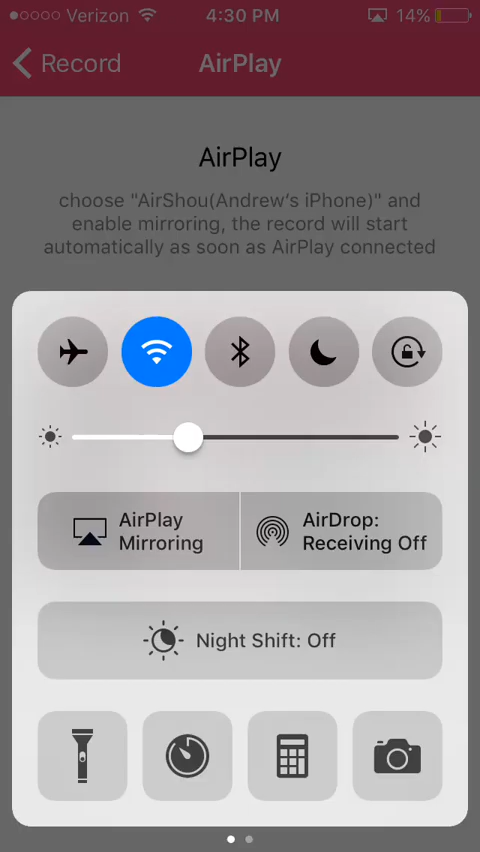 Verizon 4:30 PM 14%
Record AirPlay
AirPlay
choose "AirShou(Andrew's iPhone)" and
enable mirroring, the record will start
automatically as soon as AirPlay connected
AirPlay
Mirroring
AirDrop:
Receiving Off
Night Shift: Off